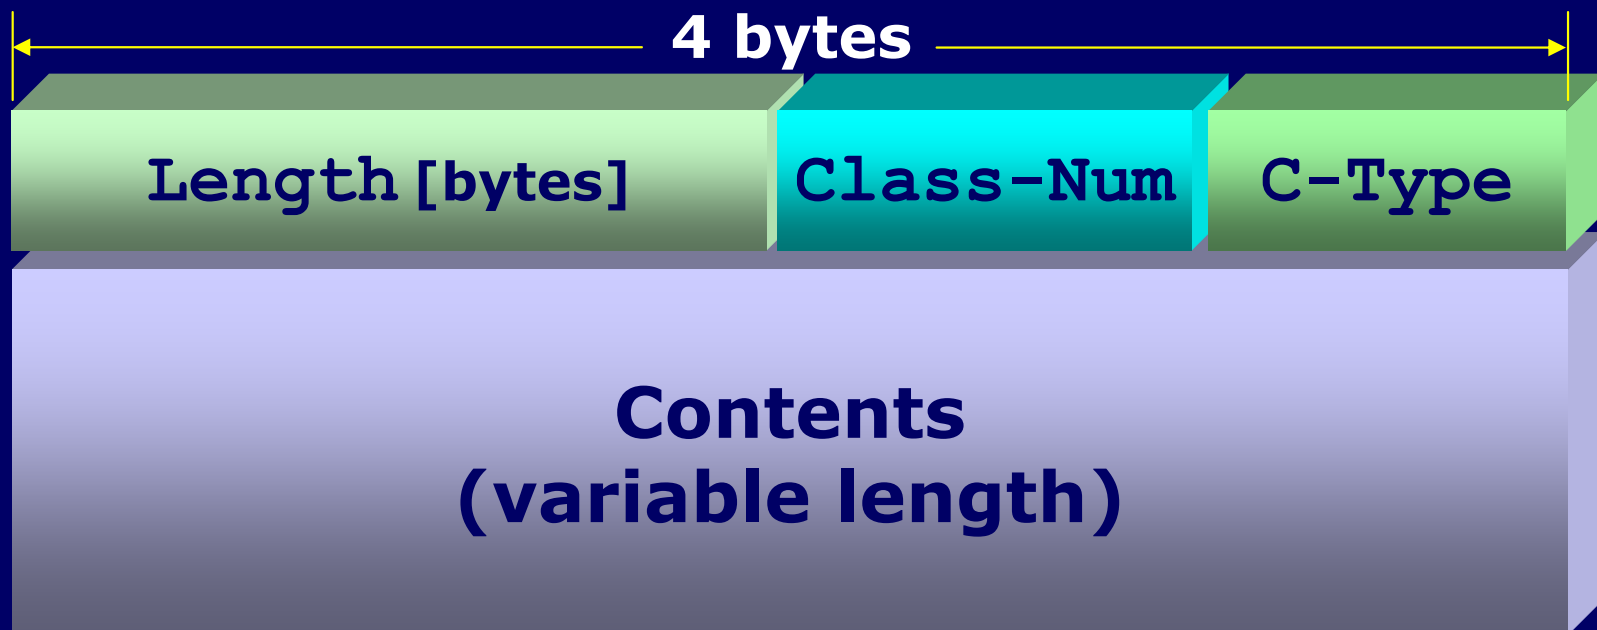 4 bytes
Length [bytes] Class-Num C-Type
Contents
(variable length)